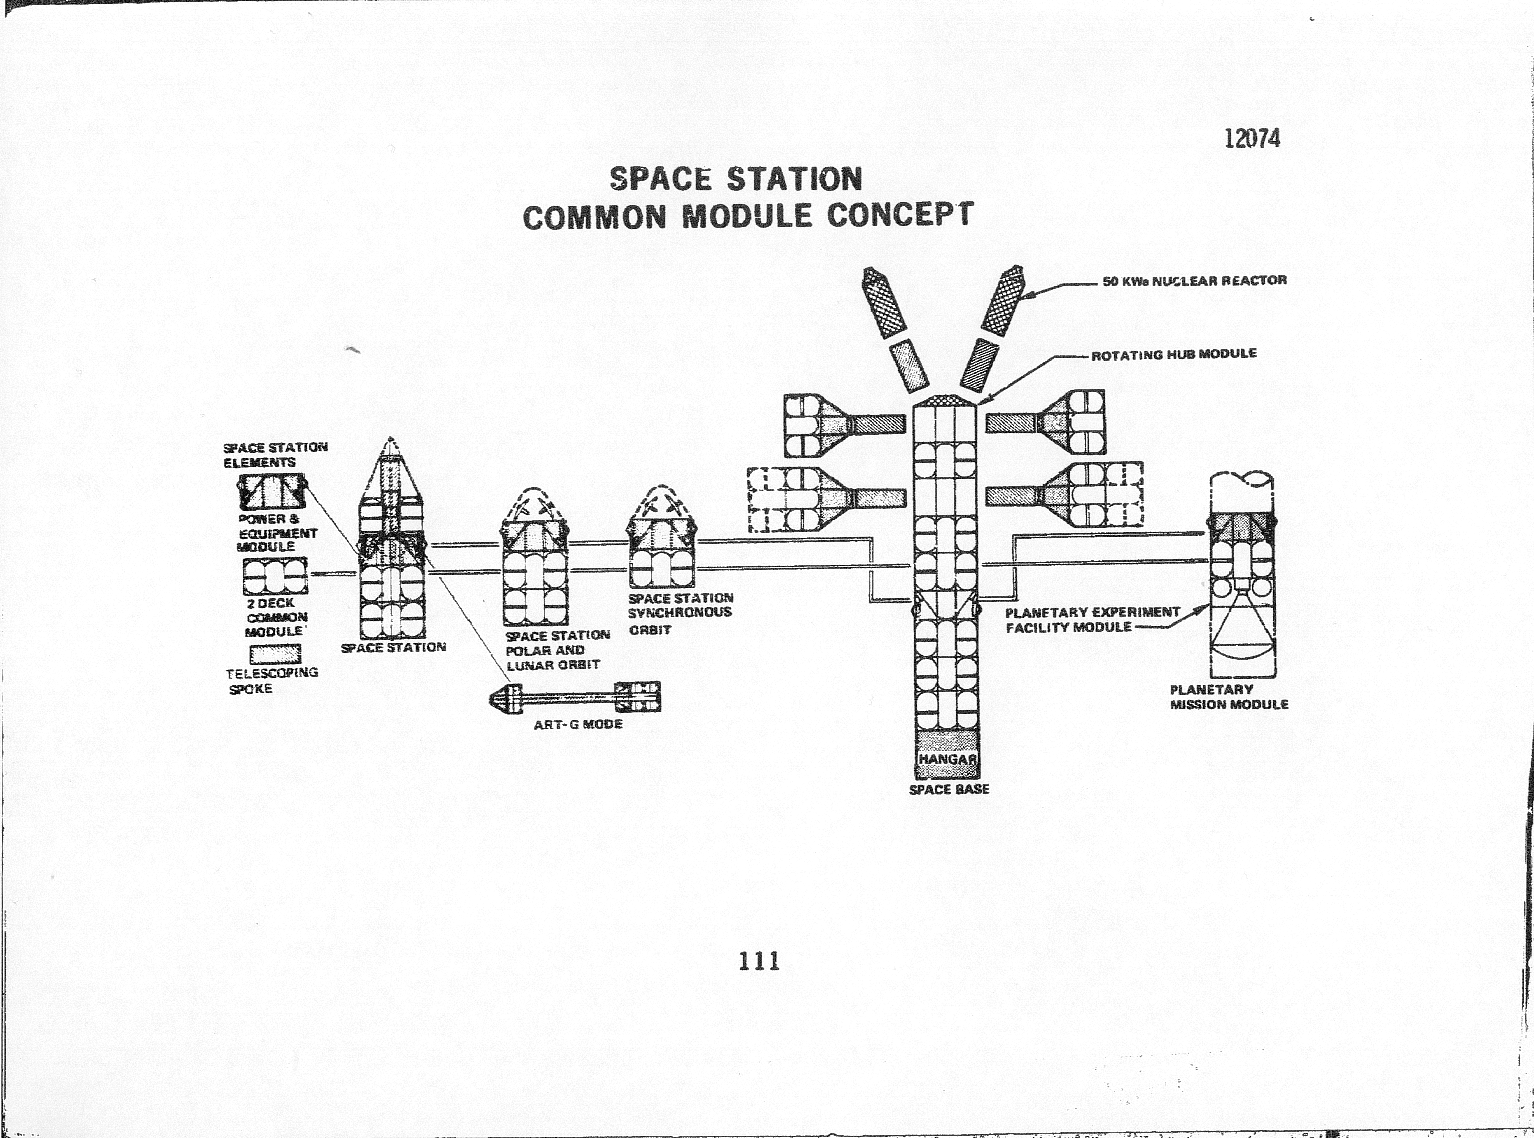 12074
SPACE STATION
COMMON MODULE CONCEPT
50 KWe NUCLEAR REACTOR
ROTATING HUB MODULE
SPACE STATION
ELEMENTS
POWER &
EQUIPMENT
MODULE
2 DECK
COMMON
MODULE
TELESCOPING
SPOKE
SPACE STATION
SPACE STATION
POLAR AND
LUNAR ORBIT
SPACE STATION
SYNCHRONOUS
ORBIT
ART-G MODE
HANGAR
SPACE BASE
PLANETARY EXPERIMENT
FACILITY MODULE
PLANETARY
MISSION MODULE
111